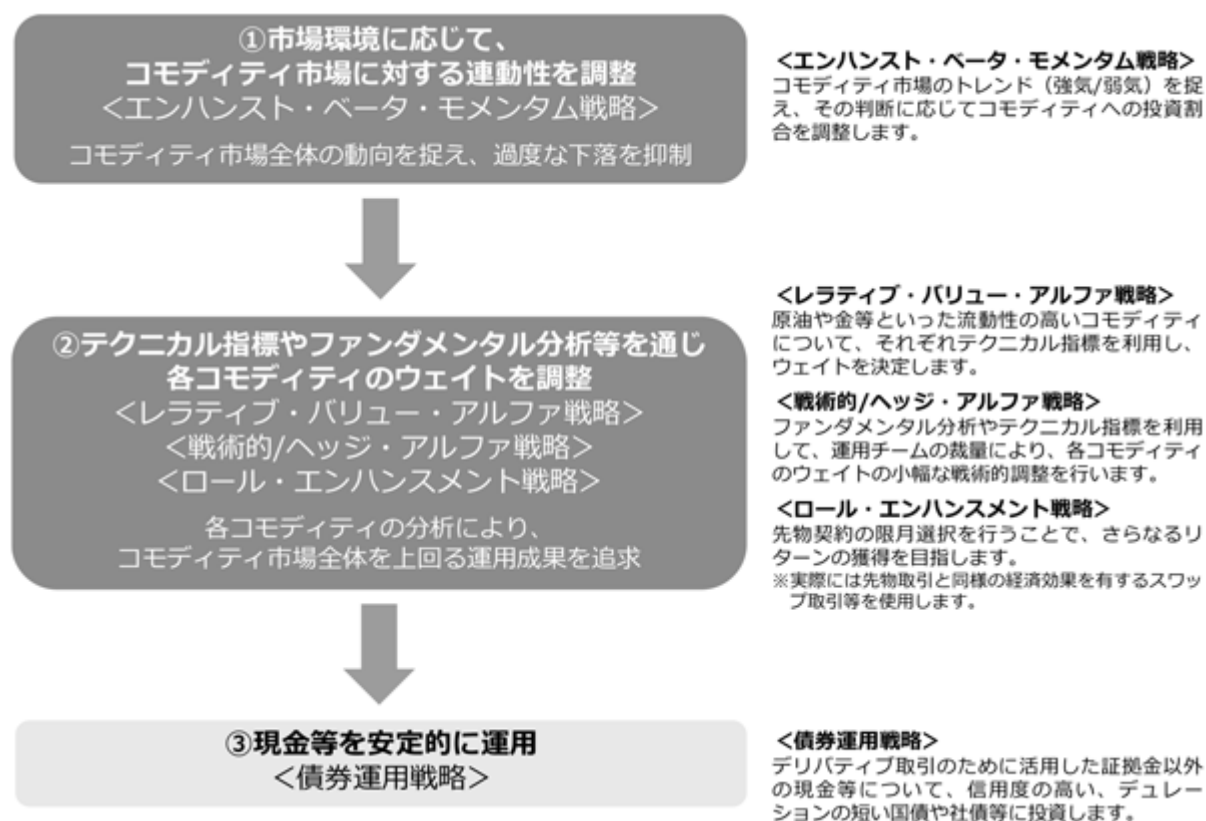 ①市場環境に応じて、
コモディティ市場に対する連動性を調整
<エンハンスト・ベータ・モメンタム戦略>
コモディティ市場全体の動向を捉え、過度な下落を抑制
<エンハンスト・ベータ・モメンタム戦略>
コモディティ市場のトレンド（強気/弱気）を捉
え、その判断に応じてコモディティへの投資割
合を調整します。
②テクニカル指標やファンダメンタル分析等を通じ
各コモディティのウェイトを調整
<レラティブ・バリュー・アルファ戦略>
<戦術的/ヘッジ・アルファ戦略>
<ロール・エンハンスメント戦略>
各コモディティの分析により、
コモディティ市場全体を上回る運用成果を追求
<レラティブ・バリュー・アルファ戦略>
原油や金等といった流動性の高いコモディティ
について、それぞれテクニカル指標を利用し、
ウェイトを決定します。
<戦術的/ヘッジ・アルファ戦略>
ファンダメンタル分析やテクニカル指標を利用
して、運用チームの裁量により、各コモディティ
のウェイトの小幅な戦術的調整を行います。
<ロール・エンハンスメント戦略>
先物契約の限月選択を行うことで、さらなるリ
ターンの獲得を目指します。
※実際には先物取引と同様の経済効果を有するスワッ
プ取引等を使用します。
③現金等を安定的に運用
<債券運用戦略>
<債券運用戦略>
デリバティブ取引のために活用した証拠金以外
の現金等について、信用度の高い、デュレー
ションの短い国債や社債等に投資します。